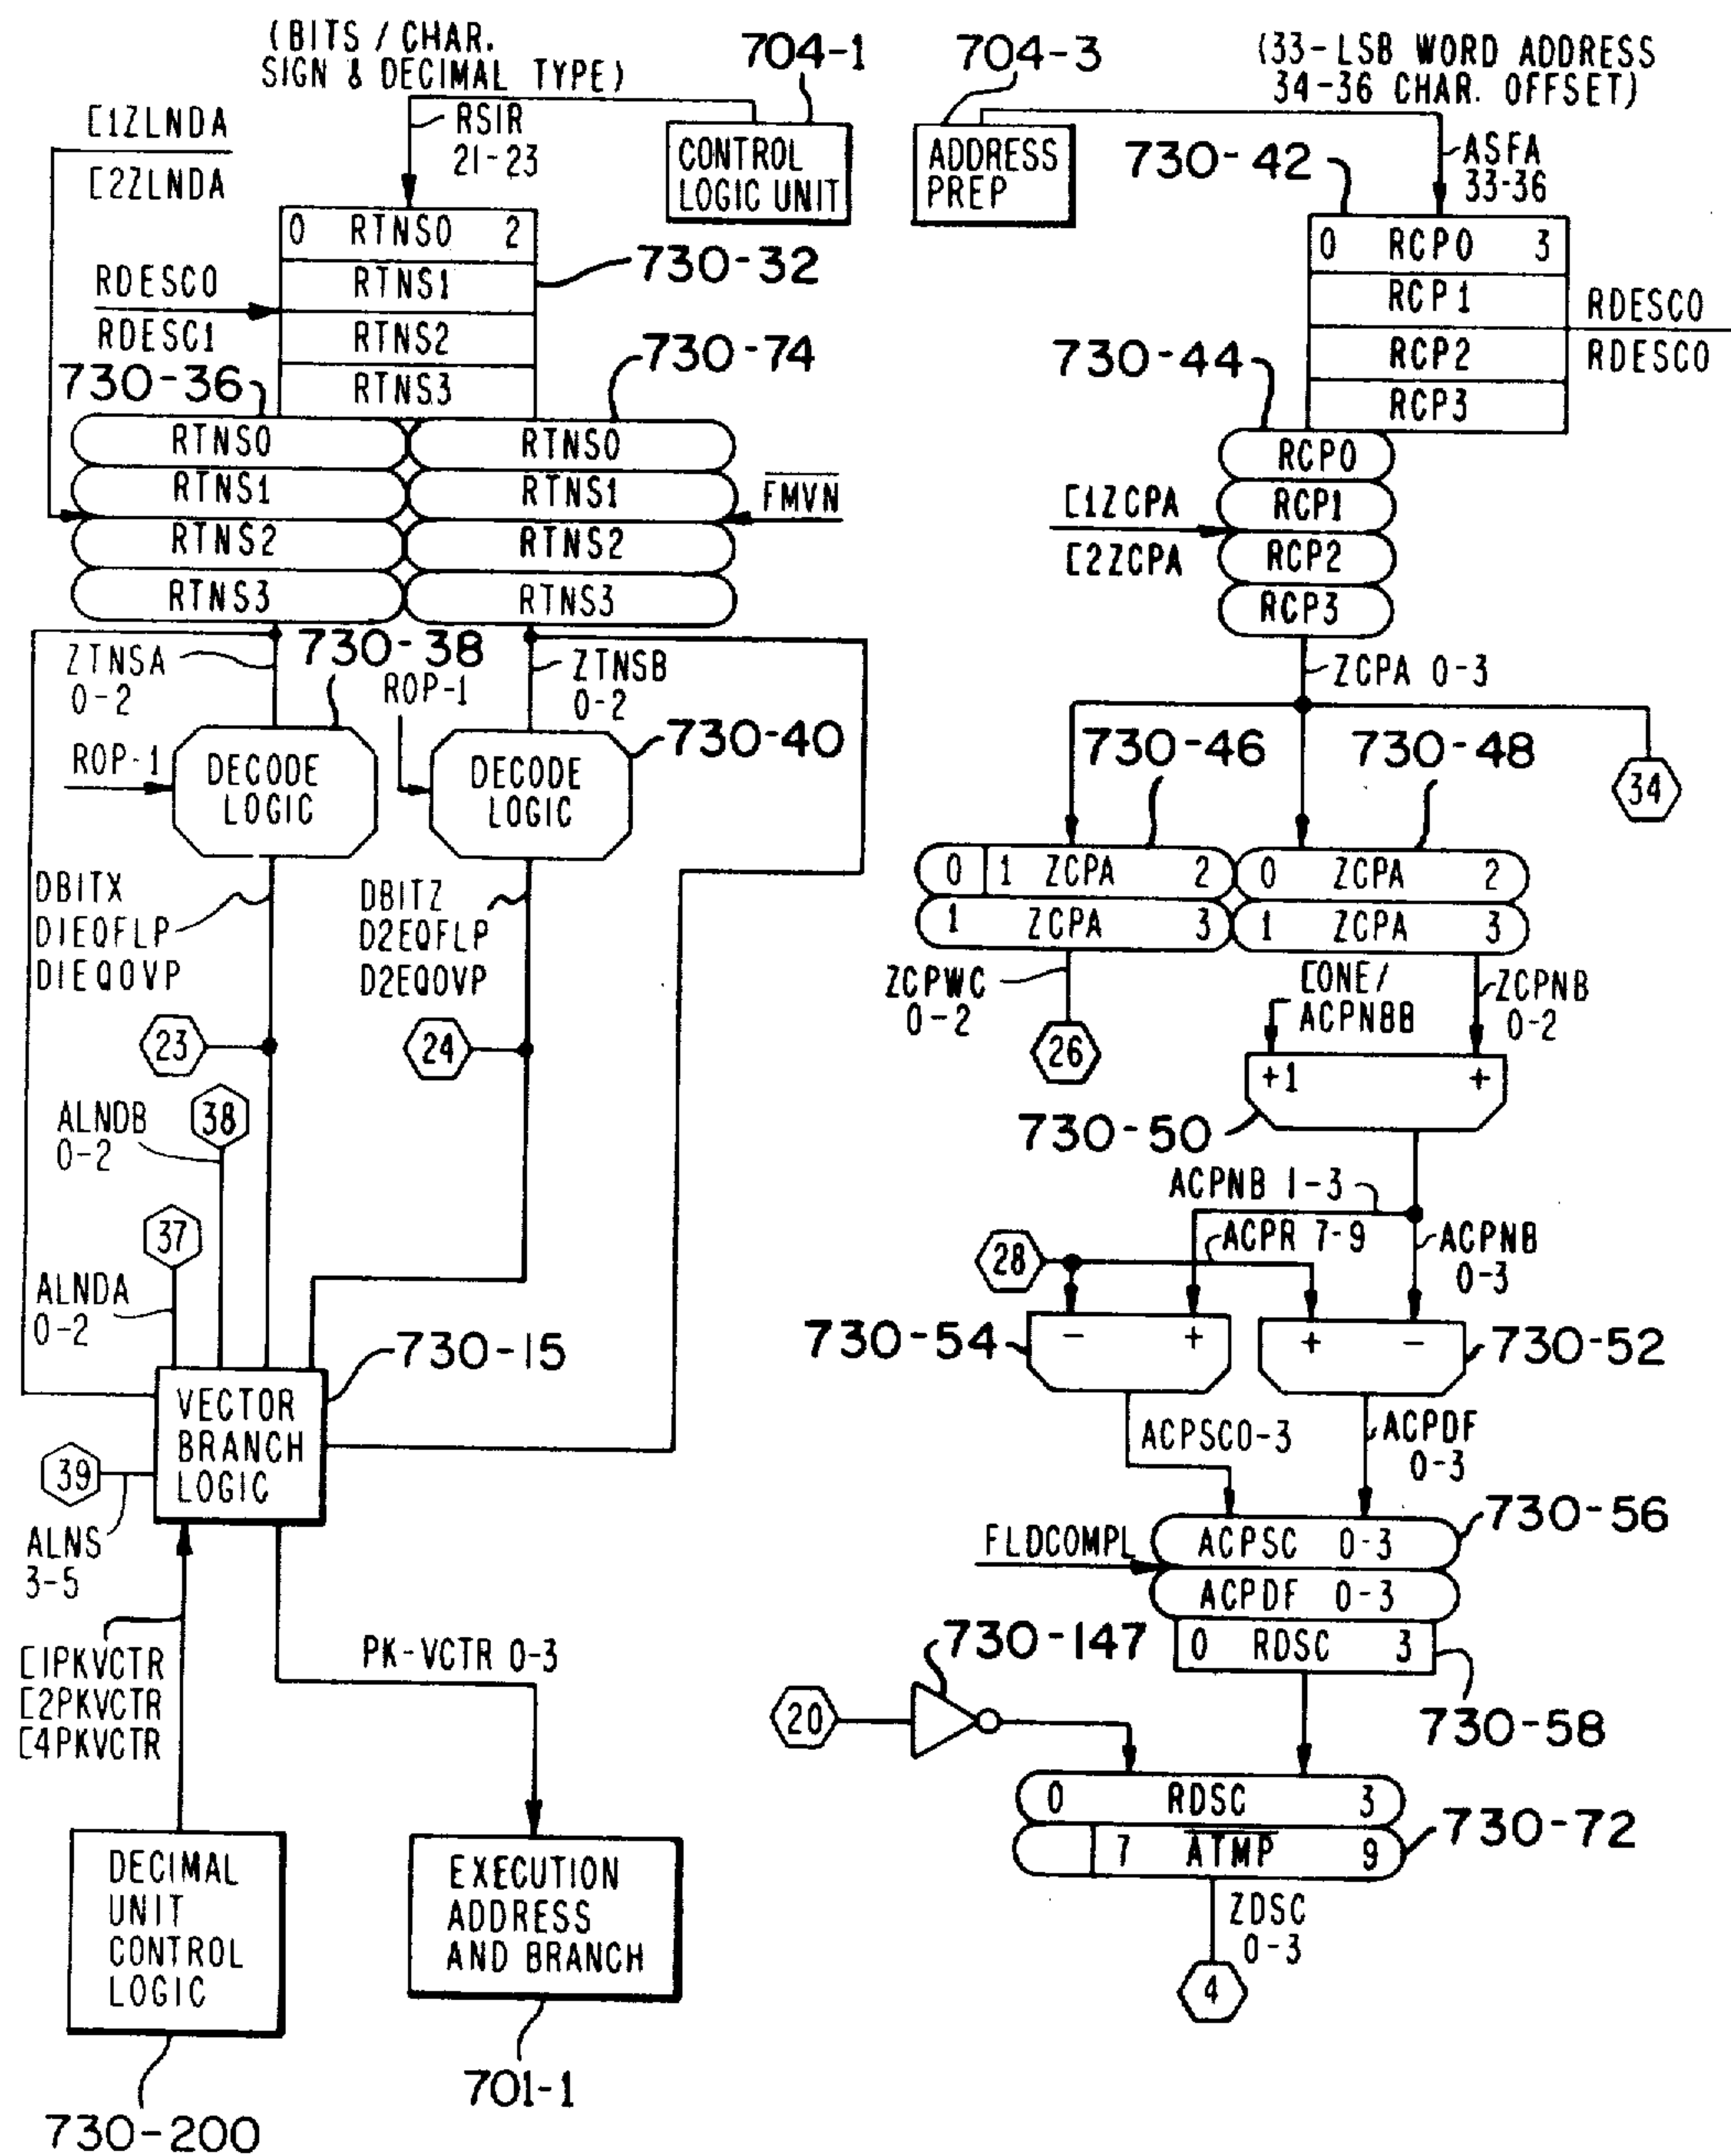 (BITS / CHAR.
SIGN & DECIMAL TYPE)
704-1
704-3
(33-LSB WORD ADDRESS
34-36 CHAR. OFFSET)
[1ZLNDA
[2ZLNDA
RSIR
21-23
CONTROL
LOGIC UNIT
ADDRESS
PREP
730-42
ASFA
33-36
0 RTNS0 2
RTNS1
RTNS2
RTNS3
730-32
RDESC0
RDESC1
730-36
730-74
0 RCP0 3
RCP1
RCP2
RCP3
RDESC0
RDESC0
730-44
RTNS0
RTNS1
RTNS2
RTNS3
RTNS0
RTNS1
RTNS2
RTNS3
FMVN
RCP0
RCP1
RCP2
RCP3
[1ZCPA
[2ZCPA
ZTNSA
0-2
730-38
ROP-1
ZTNSB
0-2
ZCPA 0-3
ROP-1
DECODE
LOGIC
DECODE
LOGIC
730-40
730-46
730-48
34
0 1 ZCPA 2
1 ZCPA 3
0 ZCPA 2
1 ZCPA 3
DBITX
D1EQFLP
D1EQOVP
DBITZ
D2EQFLP
D2EQOVP
ZCPWC
0-2
[ONE/
ACPNBB
ZCPNB
0-2
23
24
26
+1 +
730-50
ALNDB
0-2
38
37
ALNDA
0-2
ACPNB 1-3
28
ACPR 7-9
ACPNB
0-3
730-54
- +
+ -
730-52
730-15
VECTOR
BRANCH
LOGIC
39
ALNS
3-5
ACPSC0-3
ACPDF
0-3
FLDCOMPL
ACPSC 0-3
ACPDF 0-3
730-56
0 RDSC 3
730-58
[1PKVCTR
[2PKVCTR
[4PKVCTR
PK-VCTR 0-3
730-147
20
0 RDSC 3
7 ATMP 9
730-72
DECIMAL
UNIT
CONTROL
LOGIC
EXECUTION
ADDRESS
AND BRANCH
ZDSC
0-3
4
701-1
730-200